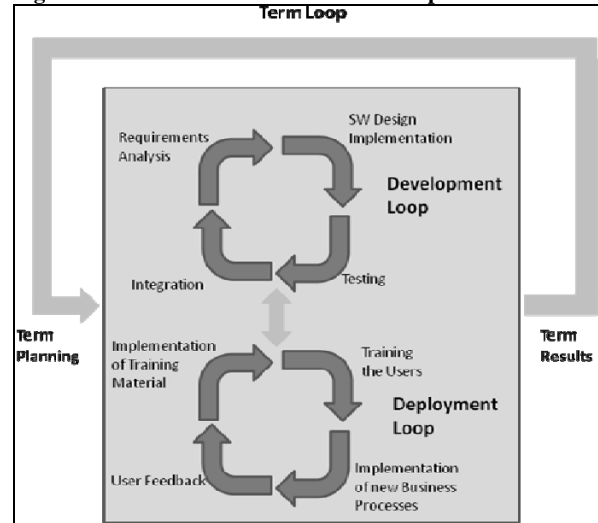 Term Loop
Requirements
Analysis
SW Design
Implementation
Development
Loop
Integration
Testing
Term
Planning
Term
Results
Implementation
of Training
Material
Training
the Users
Deployment
Loop
User Feedback
Implementation
of new Business
Processes